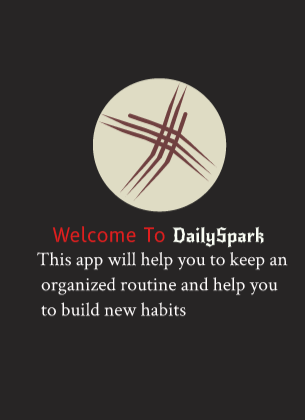 Welcome To DailySpark
This app will help you to keep an
organized routine and help you
to build new habits